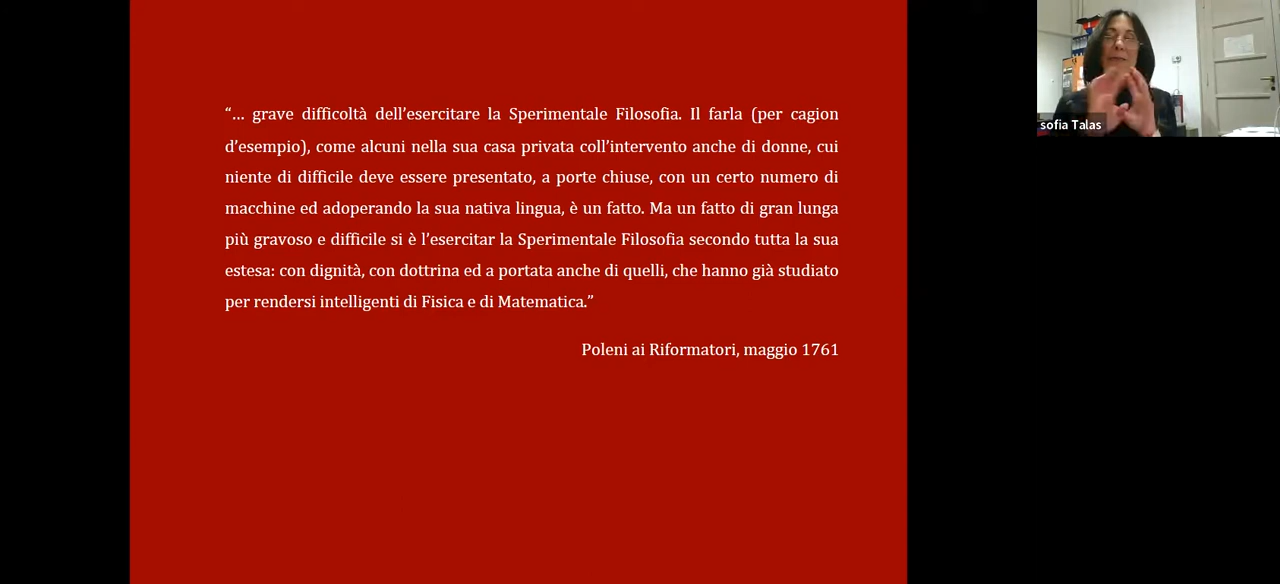 “... grave difficoltà dell’esercitare la Sperimentale Filosofia. Il farla (per cagion
d’esempio), come alcuni nella sua casa privata coll’intervento anche di donne, cui
niente di difficile deve essere presentato, a porte chiuse, con un certo numero di
macchine ed adoperando la sua nativa lingua, è un fatto. Ma un fatto di gran lunga
più gravoso e difficile si è l’esercitar la Sperimentale Filosofia secondo tutta la sua
estesa: con dignità, con dottrina ed a portata anche di quelli, che hanno già studiato
per rendersi intelligenti di Fisica e di Matematica.”
Poleni ai Riformatori, maggio 1761
sofia Talas